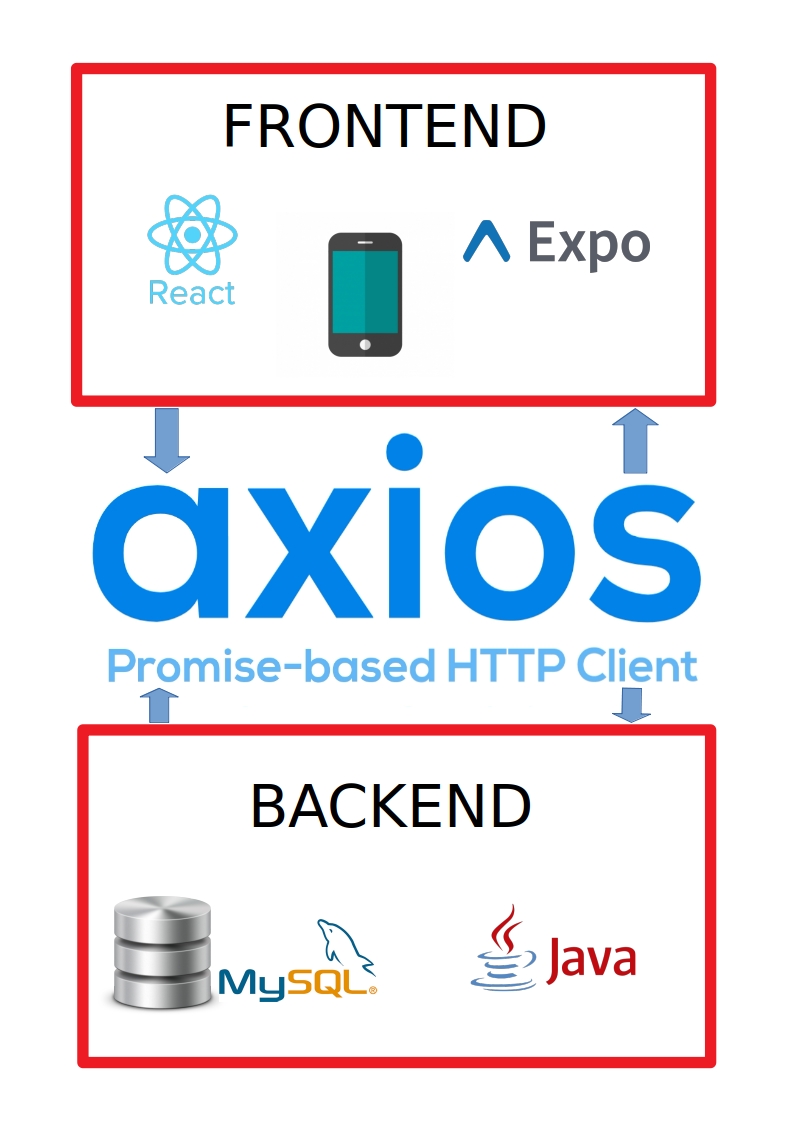 FRONTEND
React
Expo
axios
Promise-based HTTP Client
BACKEND
MySQL®
Java